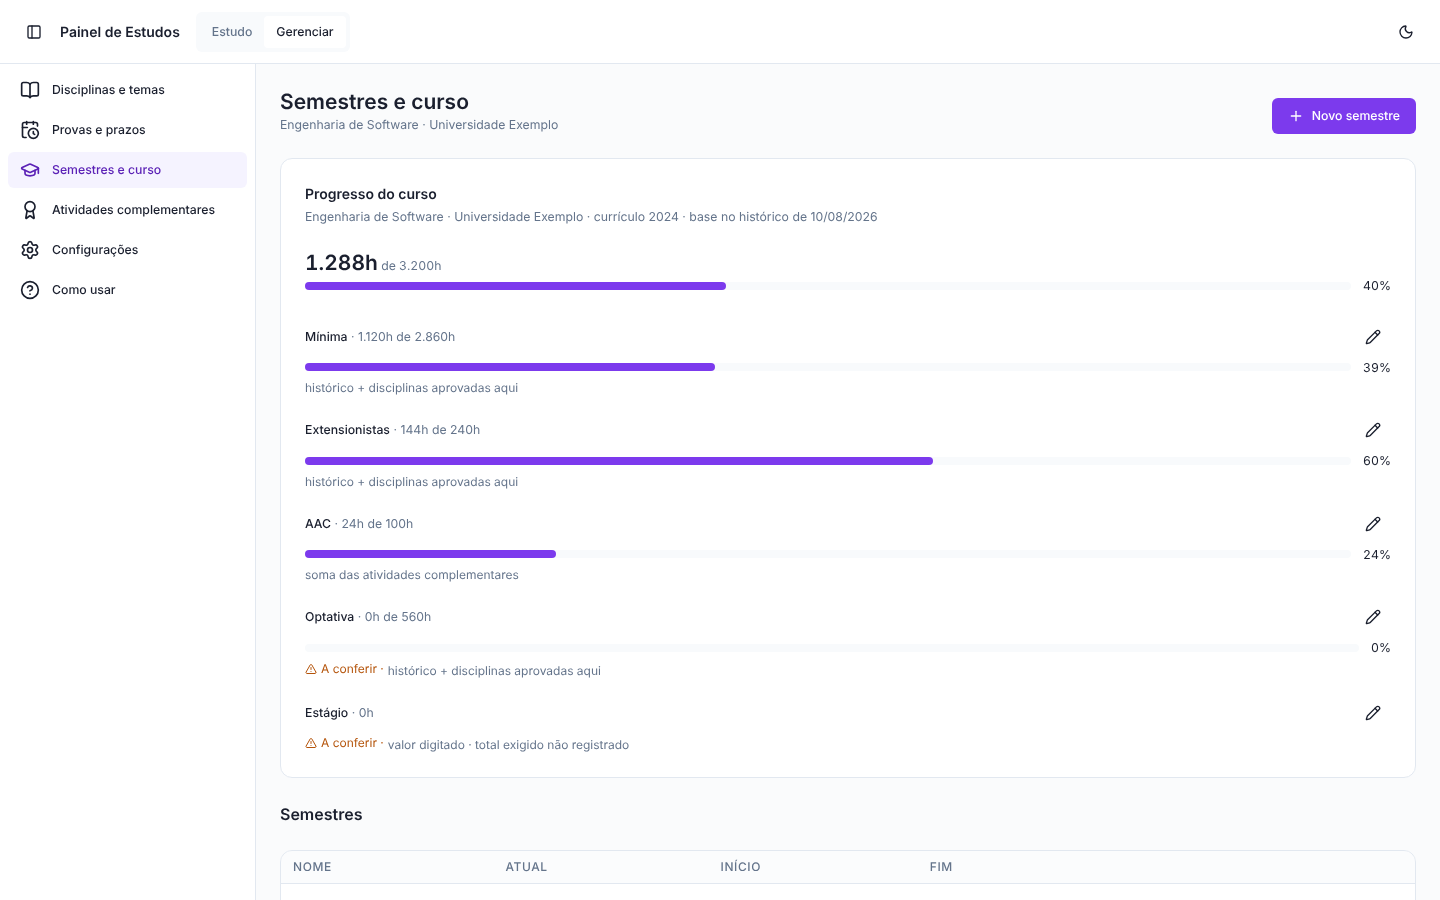 Painel de Estudos
Estudo
Gerenciar
Disciplinas e temas
Provas e prazos
Semestres e curso
Atividades complementares
Configurações
Como usar
Semestres e curso
Engenharia de Software · Universidade Exemplo
Novo semestre
Progresso do curso
Engenharia de Software · Universidade Exemplo · currículo 2024 · base no histórico de 10/08/2026
1.288h de 3.200h
40%
Mínima · 1.120h de 2.860h
39%
histórico + disciplinas aprovadas aqui
Extensionistas · 144h de 240h
60%
histórico + disciplinas aprovadas aqui
AAC · 24h de 100h
24%
soma das atividades complementares
Optativa · 0h de 560h
0%
A conferir · histórico + disciplinas aprovadas aqui
Estágio · 0h
A conferir · valor digitado · total exigido não registrado
Semestres
NOME ATUAL INÍCIO FIM